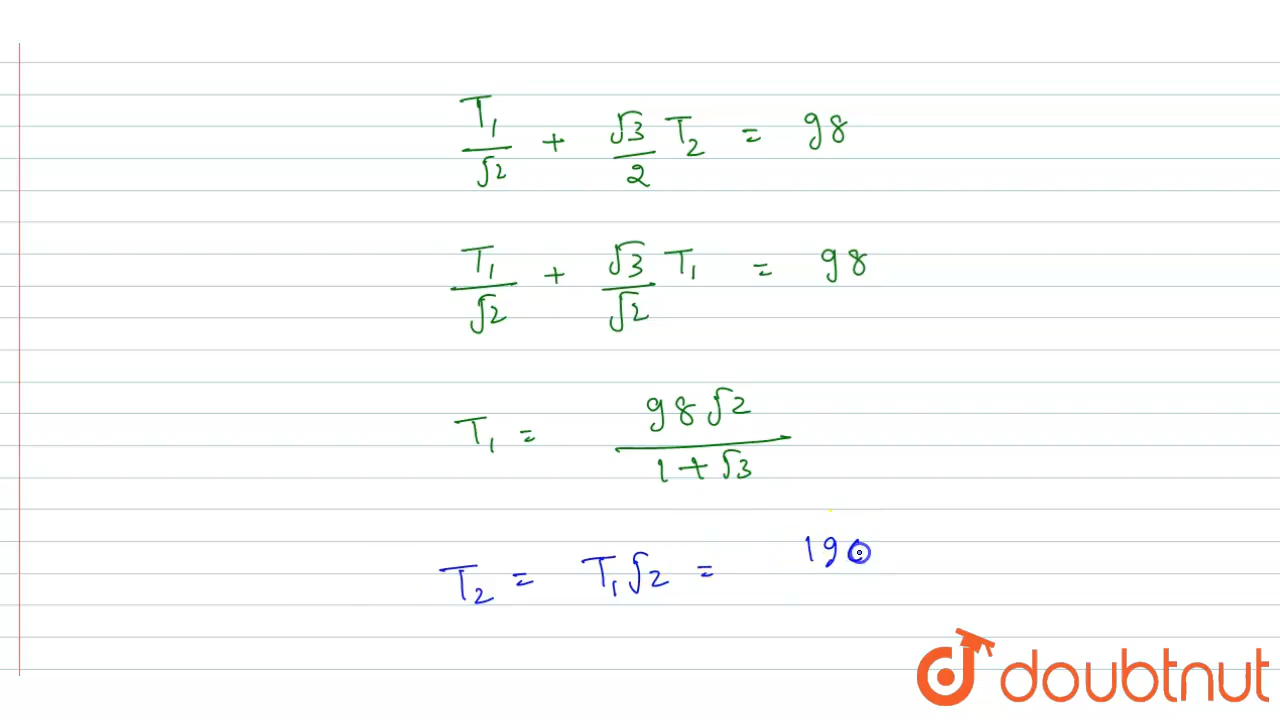 T₁/√2 + √3/2 T₂ = 98
T₁/√2 + √3/√2 T₁ = 98
T₁ = 98√2/1+√3
T₂ = T₁√2 = 19
doubtnut